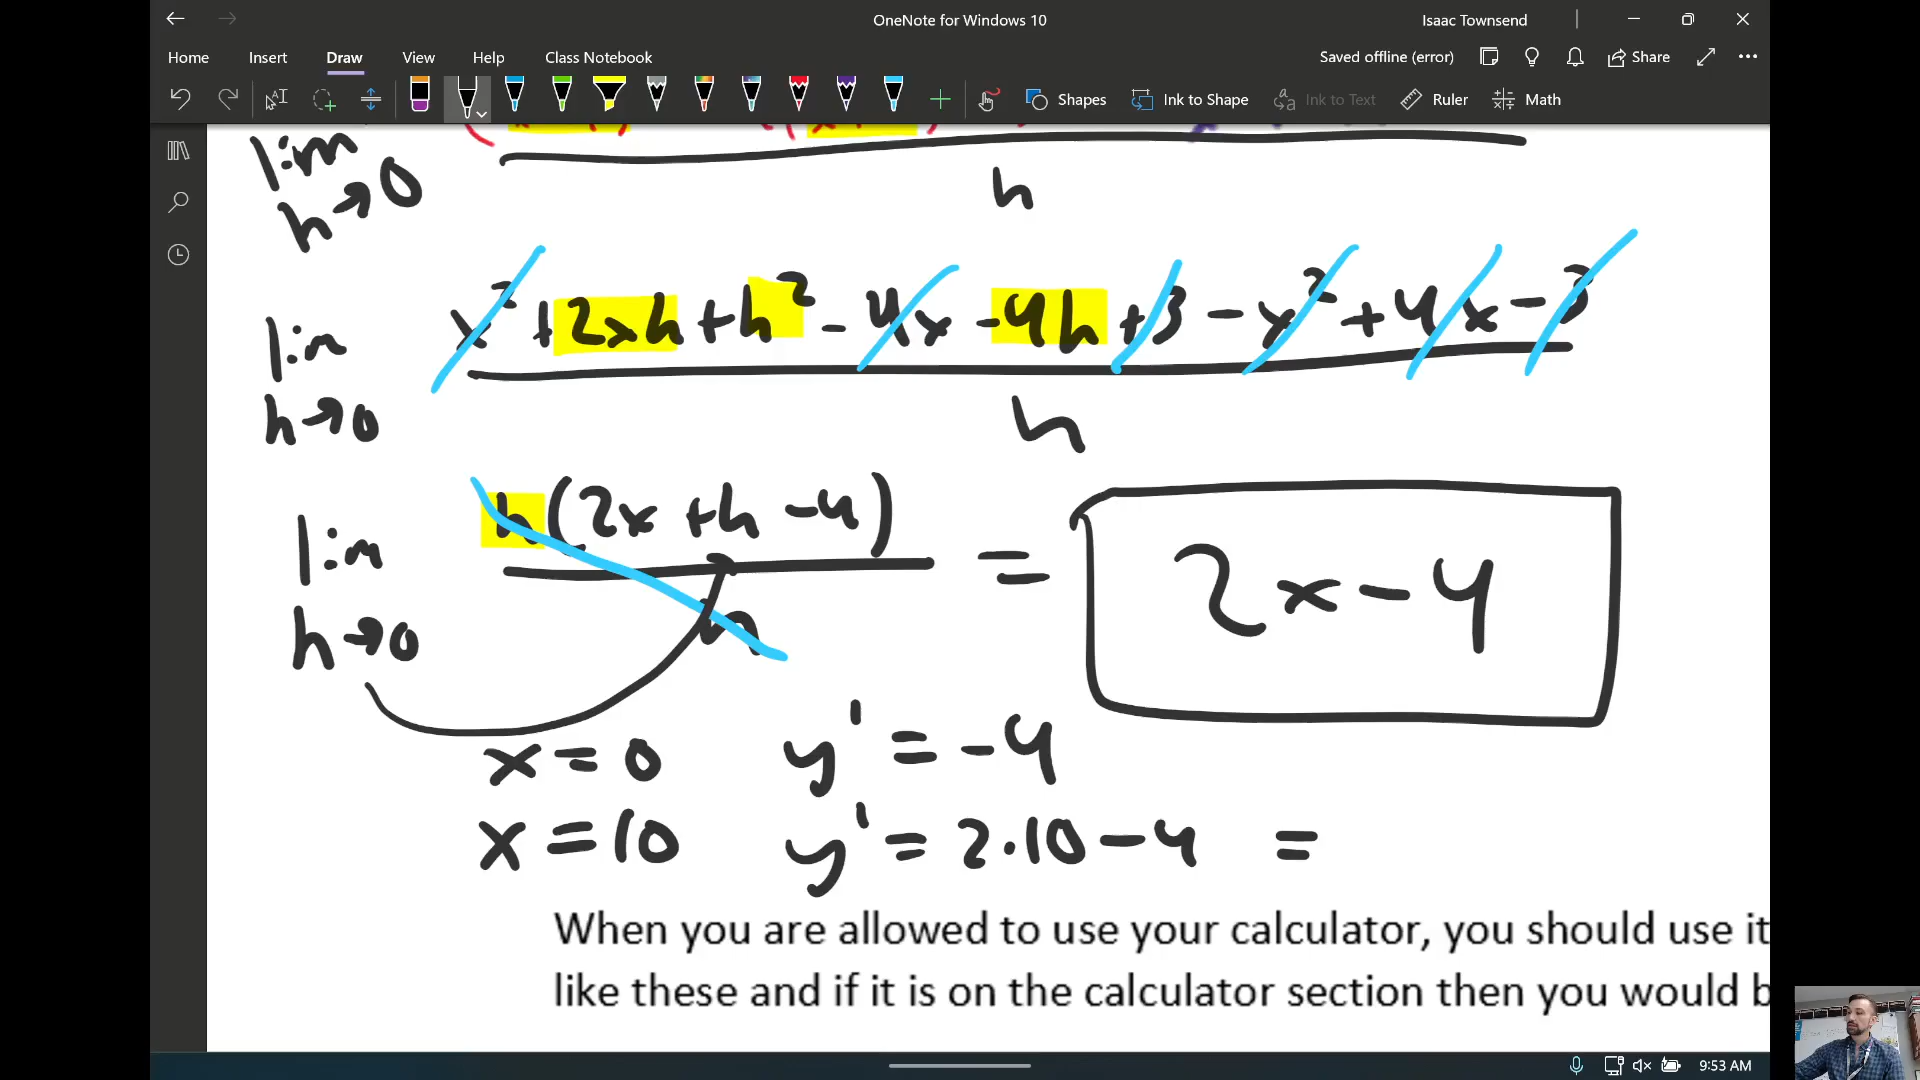 OneNote for Windows 10
Isaac Townsend
Home Insert Draw View Help Class Notebook
Saved offline (error) Share
Shapes Ink to Shape Ink to Text Ruler Math
lim h→0
h
lim h→0
x² + 2xh + h² - 4x - 4h + 3 - x² + 4x - 3
h
lim h→0
h(2x + h - 4)
h
= 2x - 4
x = 0 y' = -4
x = 10 y' = 2·10 - 4 =
When you are allowed to use your calculator, you should use it
like these and if it is on the calculator section then you would b
9:53 AM